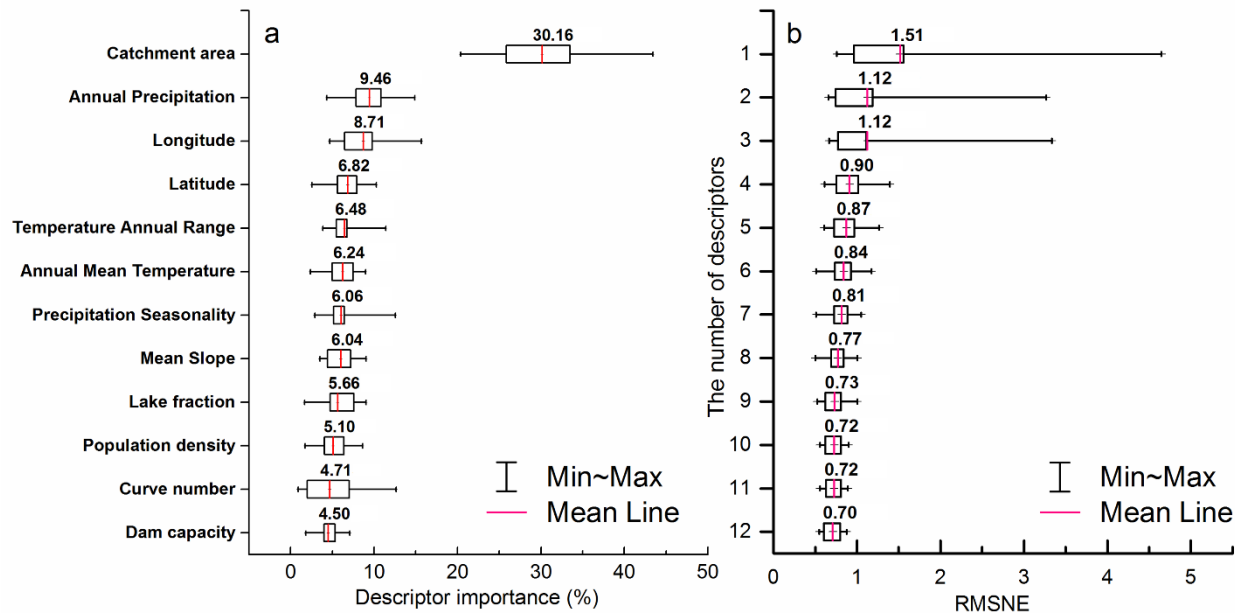 a
Catchment area
30.16
Annual Precipitation
9.46
Longitude
8.71
Latitude
6.82
Temperature Annual Range
6.48
Annual Mean Temperature
6.24
Precipitation Seasonality
6.06
Mean Slope
6.04
Lake fraction
5.66
Population density
5.10
Curve number
4.71
Dam capacity
4.50
Min~Max
Mean Line
0 10 20 30 40 50
Descriptor importance (%)
b
The number of descriptors
1
1.51
2
1.12
3
1.12
4
0.90
5
0.87
6
0.84
7
0.81
8
0.77
9
0.73
10
0.72
11
0.72
12
0.70
Min~Max
Mean Line
0 1 2 3 4 5
RMSNE